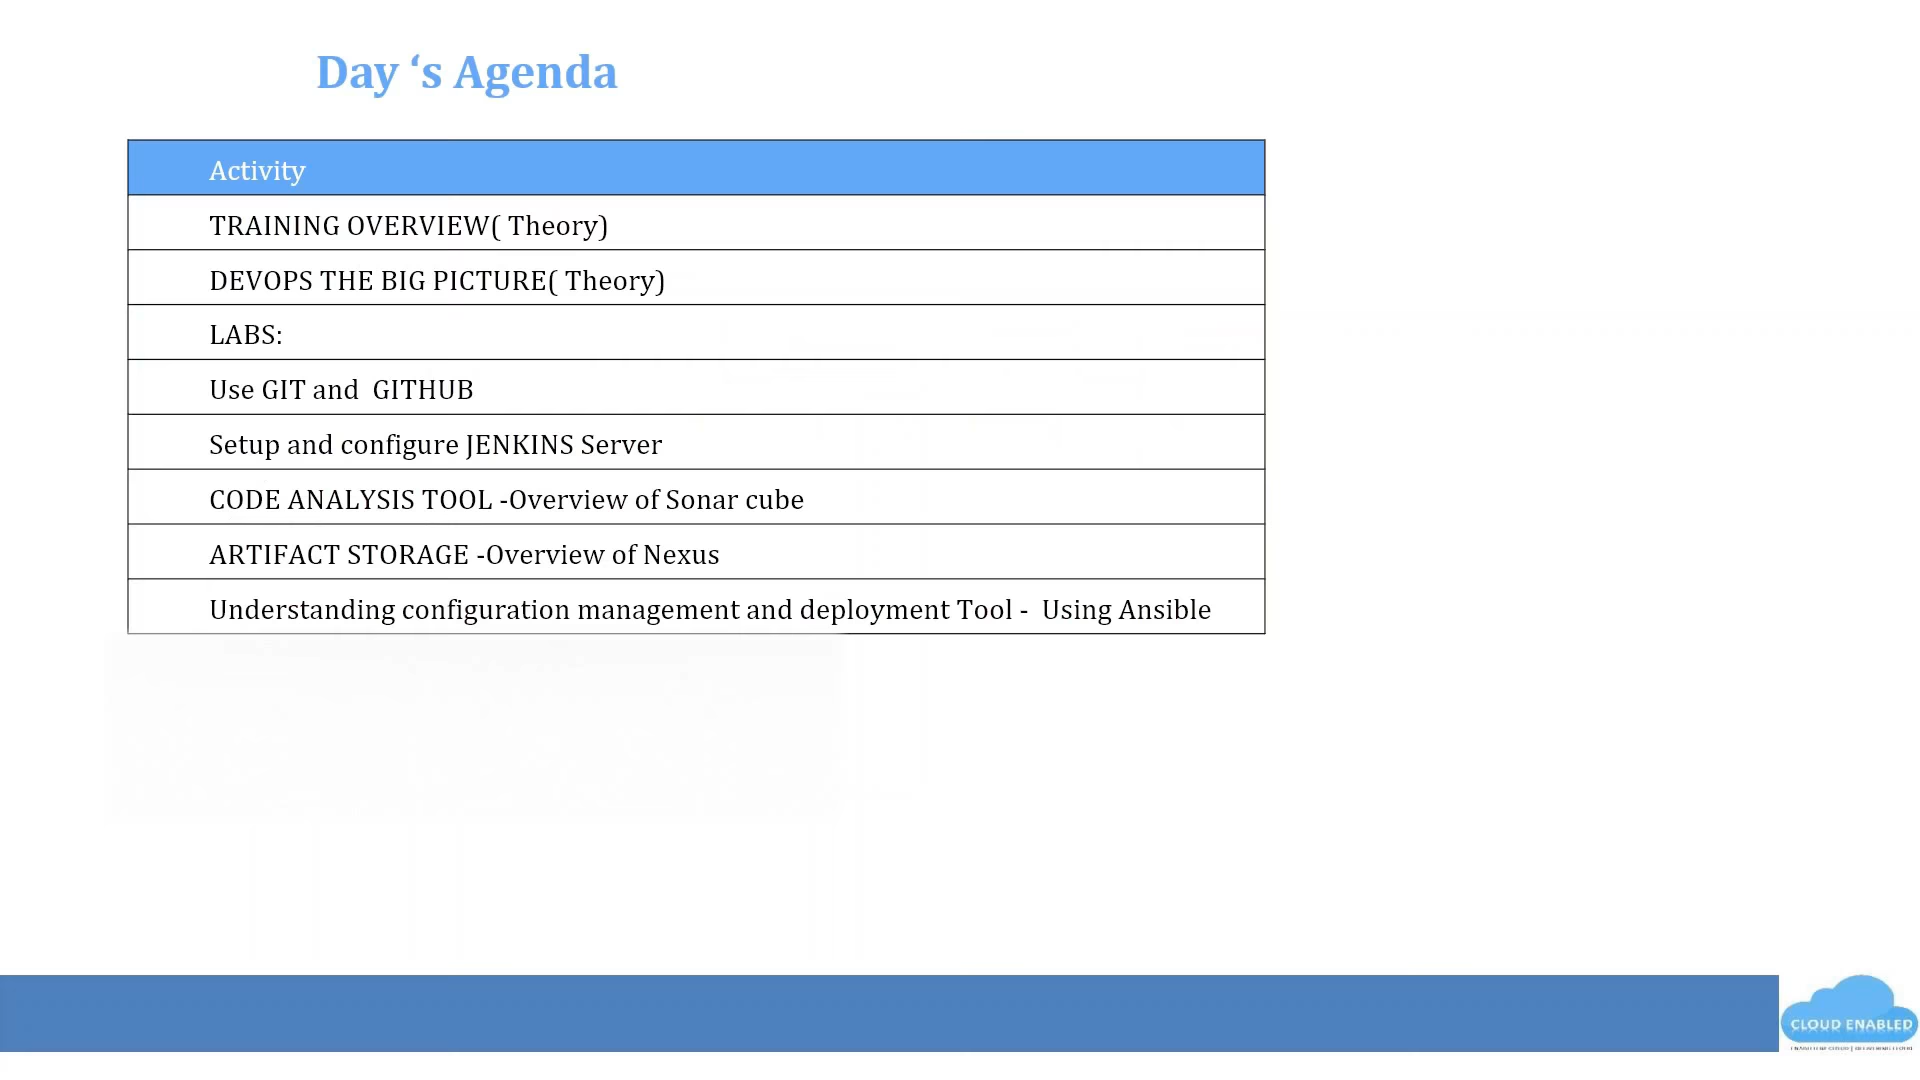 Day ‘s Agenda
Activity
TRAINING OVERVIEW( Theory)
DEVOPS THE BIG PICTURE( Theory)
LABS:
Use GIT and  GITHUB
Setup and configure JENKINS Server
CODE ANALYSIS TOOL -Overview of Sonar cube
ARTIFACT STORAGE -Overview of Nexus
Understanding configuration management and deployment Tool -  Using Ansible
CLOUD ENABLED